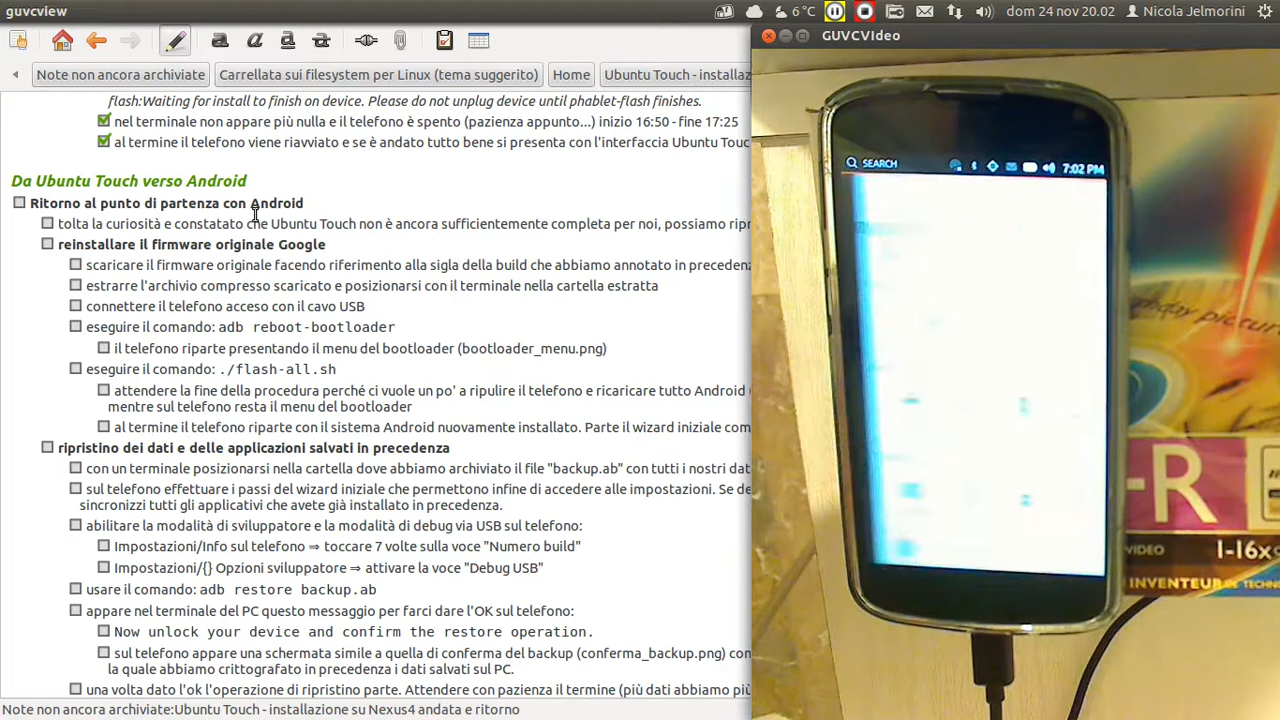 guvcview
6 °C
dom 24 nov 20.02
Nicola Jelmorini
GUVCVIdeo
Note non ancora archiviate
Carrellata sui filesystem per Linux (tema suggerito)
Home
Ubuntu Touch - installaz
flash:Waiting for install to finish on device. Please do not unplug device until phablet-flash finishes.
nel terminale non appare più nulla e il telefono è spento (pazienza appunto...) inizio 16:50 - fine 17:25
al termine il telefono viene riavviato e se è andato tutto bene si presenta con l'interfaccia Ubuntu Touc
Da Ubuntu Touch verso Android
Ritorno al punto di partenza con Android
tolta la curiosità e constatato che Ubuntu Touch non è ancora sufficientemente completa per noi, possiamo ripr
reinstallare il firmware originale Google
scaricare il firmware originale facendo riferimento alla sigla della build che abbiamo annotato in precedenz
estrarre l'archivio compresso scaricato e posizionarsi con il terminale nella cartella estratta
connettere il telefono acceso con il cavo USB
eseguire il comando: adb reboot-bootloader
il telefono riparte presentando il menu del bootloader (bootloader_menu.png)
eseguire il comando: ./flash-all.sh
attendere la fine della procedura perché ci vuole un po' a ripulire il telefono e ricaricare tutto Android (
mentre sul telefono resta il menu del bootloader
al termine il telefono riparte con il sistema Android nuovamente installato. Parte il wizard iniziale com
ripristino dei dati e delle applicazioni salvati in precedenza
con un terminale posizionarsi nella cartella dove abbiamo archiviato il file "backup.ab" con tutti i nostri dat
sul telefono effettuare i passi del wizard iniziale che permettono infine di accedere alle impostazioni. Se de
sincronizzi tutti gli applicativi che avete già installato in precedenza.
abilitare la modalità di sviluppatore e la modalità di debug via USB sul telefono:
Impostazioni/Info sul telefono ⇒ toccare 7 volte sulla voce "Numero build"
Impostazioni/{} Opzioni sviluppatore ⇒ attivare la voce "Debug USB"
usare il comando: adb restore backup.ab
appare nel terminale del PC questo messaggio per farci dare l'OK sul telefono:
Now unlock your device and confirm the restore operation.
sul telefono appare una schermata simile a quella di conferma del backup (conferma_backup.png) con
la quale abbiamo crittografato in precedenza i dati salvati sul PC.
una volta dato l'ok l'operazione di ripristino parte. Attendere con pazienza il termine (più dati abbiamo più
Note non ancora archiviate:Ubuntu Touch - installazione su Nexus4 andata e ritorno
SEARCH
7:02 PM
hday picture
-R
VIDEO
1-16x
INVENTEUR DE TECHNO